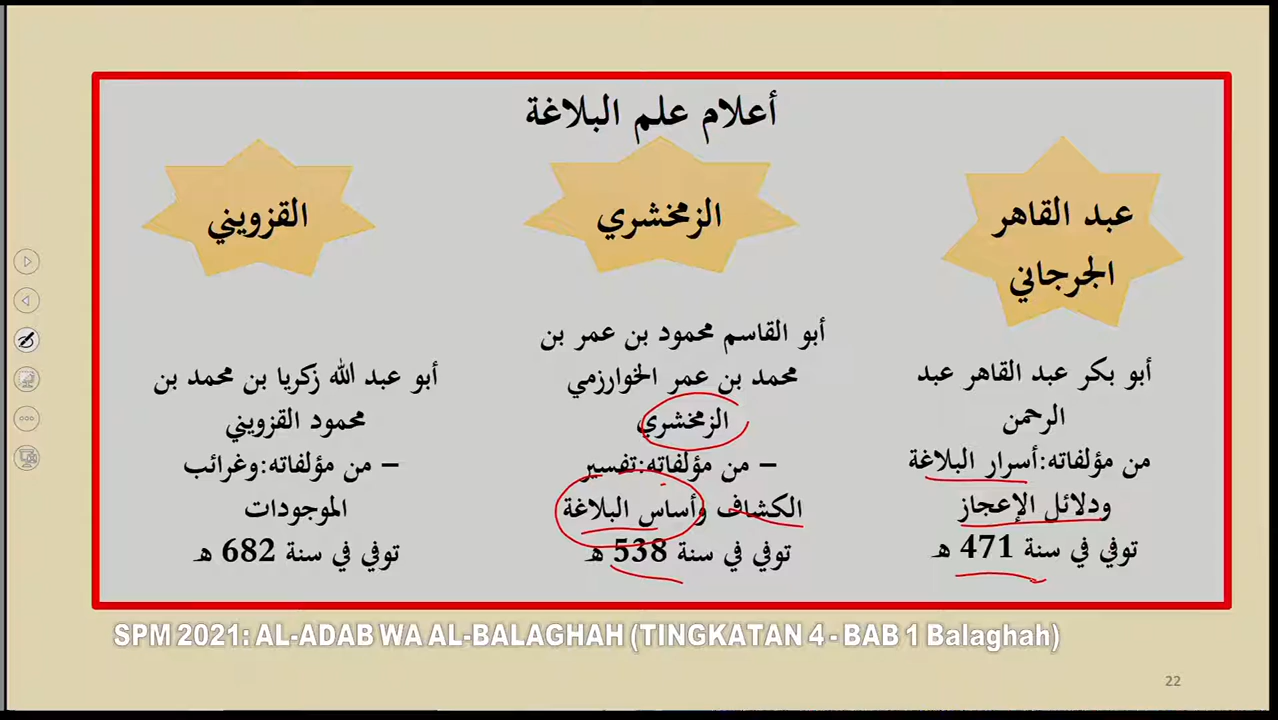 أعلام علم البلاغة
عبد القاهر
الجرجاني
أبو بكر عبد القاهر عبد
الرحمن
من مؤلفاته:أسرار البلاغة
ودلائل الإعجاز
توفي في سنة 471 هـ
الزمخشري
أبو القاسم محمود بن عمر بن
محمد بن عمر الخوارزمي
الزمخشري
– من مؤلفاته:تفسير
الكشاف وأساس البلاغة
توفي في سنة 538 هـ
القزويني
أبو عبد الله زكريا بن محمد بن
محمود القزويني
– من مؤلفاته:وغرائب
الموجودات
توفي في سنة 682 هـ
SPM 2021: AL-ADAB WA AL-BALAGHAH (TINGKATAN 4 - BAB 1 Balaghah)
22